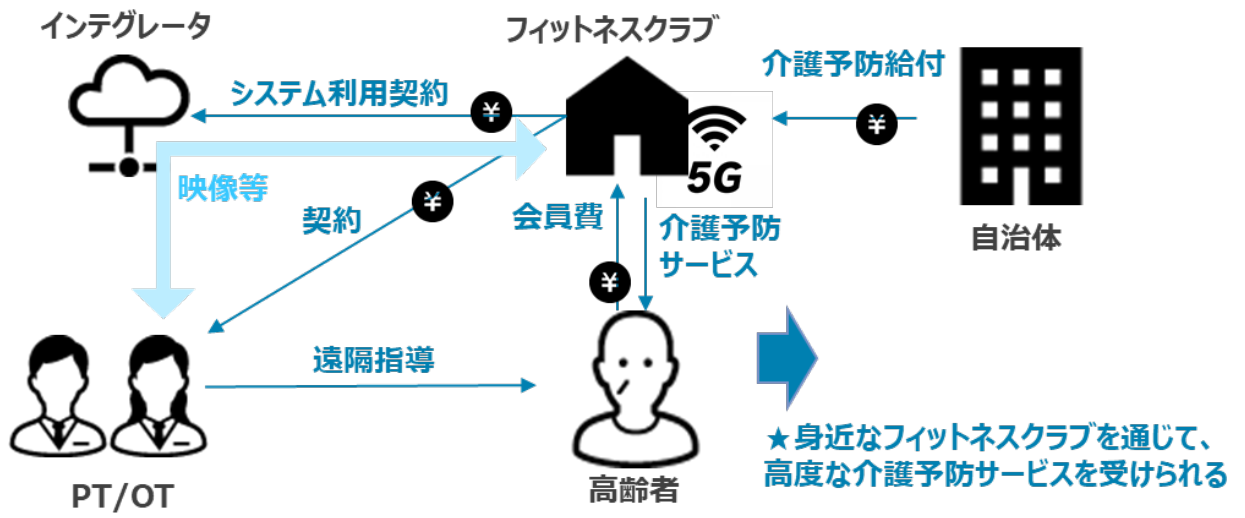 インテグレータ
フィットネスクラブ
介護予防給付
システム利用契約
¥
¥
5G
映像等
契約
¥
会員費
介護予防
サービス
自治体
¥
遠隔指導
★身近なフィットネスクラブを通じて、
高度な介護予防サービスを受けられる
PT/OT
高齢者